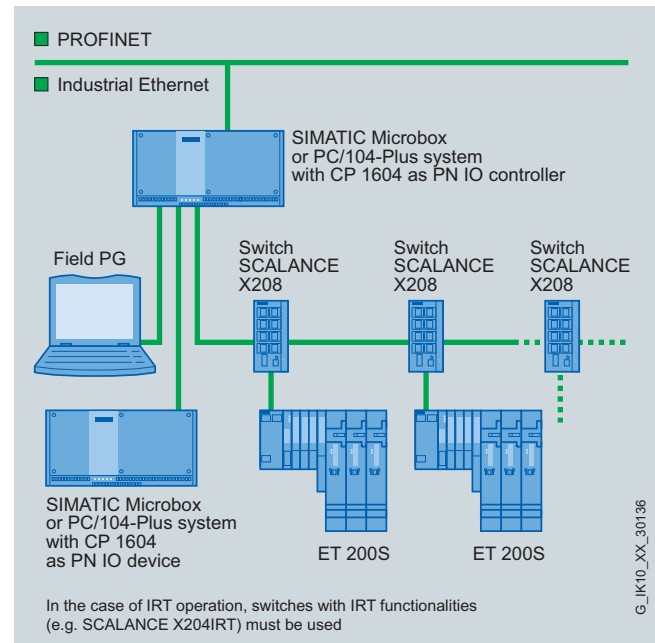 PROFINET
Industrial Ethernet
SIMATIC Microbox
or PC/104-Plus system
with CP 1604 as PN IO controller
Field PG
Switch
SCALANCE
X208
Switch
SCALANCE
X208
Switch
SCALANCE
X208
SIMATIC Microbox
or PC/104-Plus system
with CP 1604
as PN IO device
ET 200S
ET 200S
G_IK10_XX_30136
In the case of IRT operation, switches with IRT functionalities
(e.g. SCALANCE X204IRT) must be used